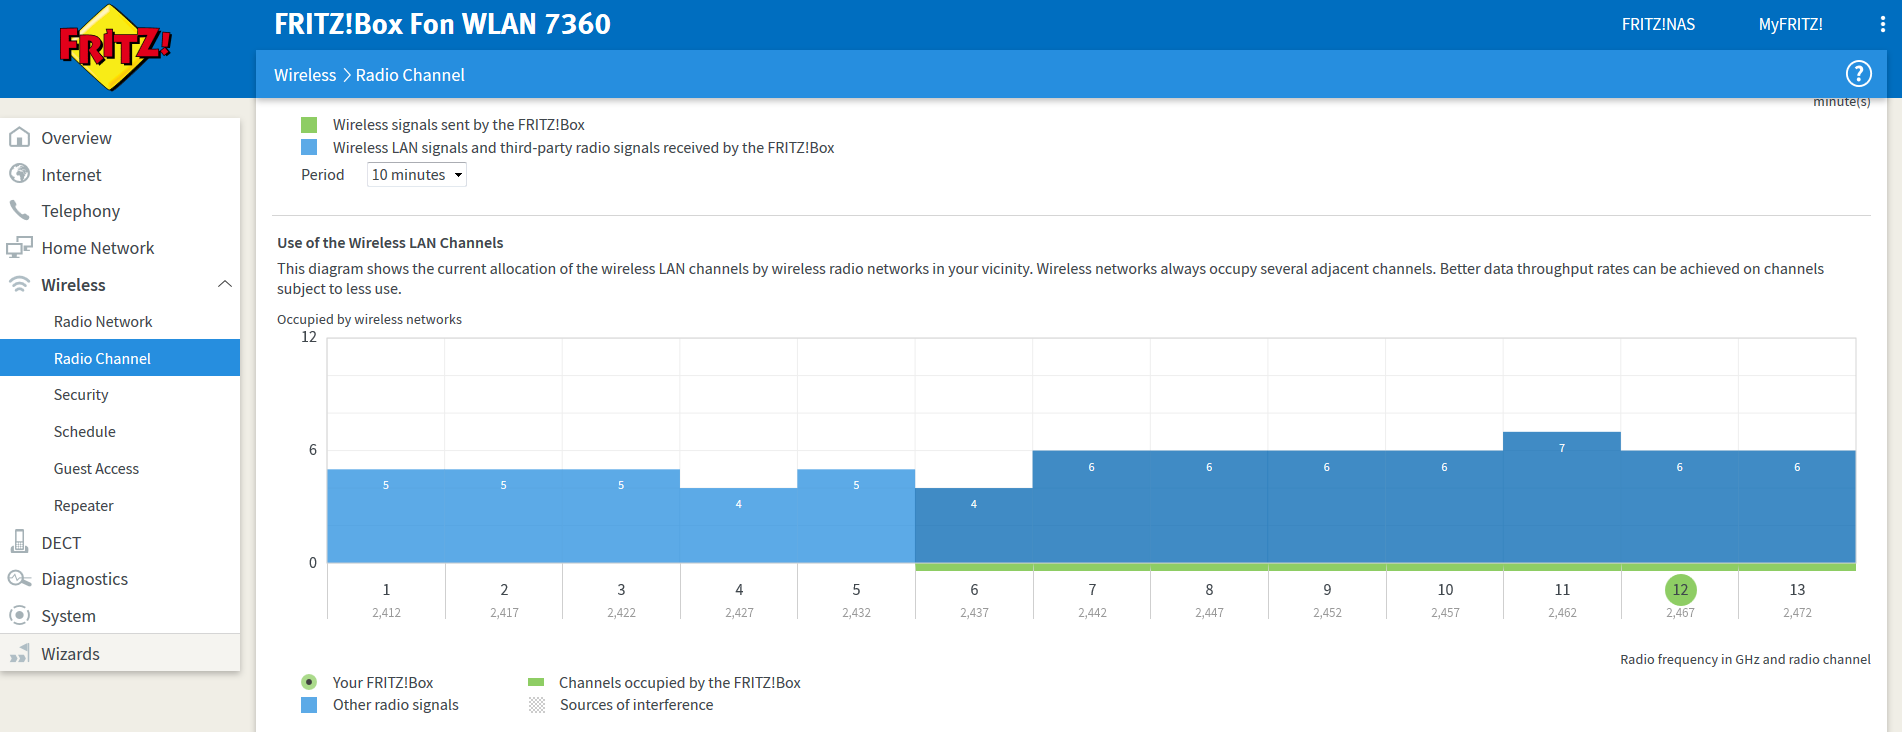 FRITZ!
FRITZ!Box Fon WLAN 7360
FRITZ!NAS
MyFRITZ!
Wireless > Radio Channel
?
minute(s)
Overview
Internet
Telephony
Home Network
Wireless
Radio Network
Radio Channel
Security
Schedule
Guest Access
Repeater
DECT
Diagnostics
System
Wizards
Wireless signals sent by the FRITZ!Box
Wireless LAN signals and third-party radio signals received by the FRITZ!Box
Period 10 minutes
Use of the Wireless LAN Channels
This diagram shows the current allocation of the wireless LAN channels by wireless radio networks in your vicinity. Wireless networks always occupy several adjacent channels. Better data throughput rates can be achieved on channels
subject to less use.
Occupied by wireless networks
12
6
0
5 5 5 4 5 4 6 6 6 6 7 6 6
1 2 3 4 5 6 7 8 9 10 11 12 13
2,412 2,417 2,422 2,427 2,432 2,437 2,442 2,447 2,452 2,457 2,462 2,467 2,472
Radio frequency in GHz and radio channel
Your FRITZ!Box
Channels occupied by the FRITZ!Box
Other radio signals
Sources of interference